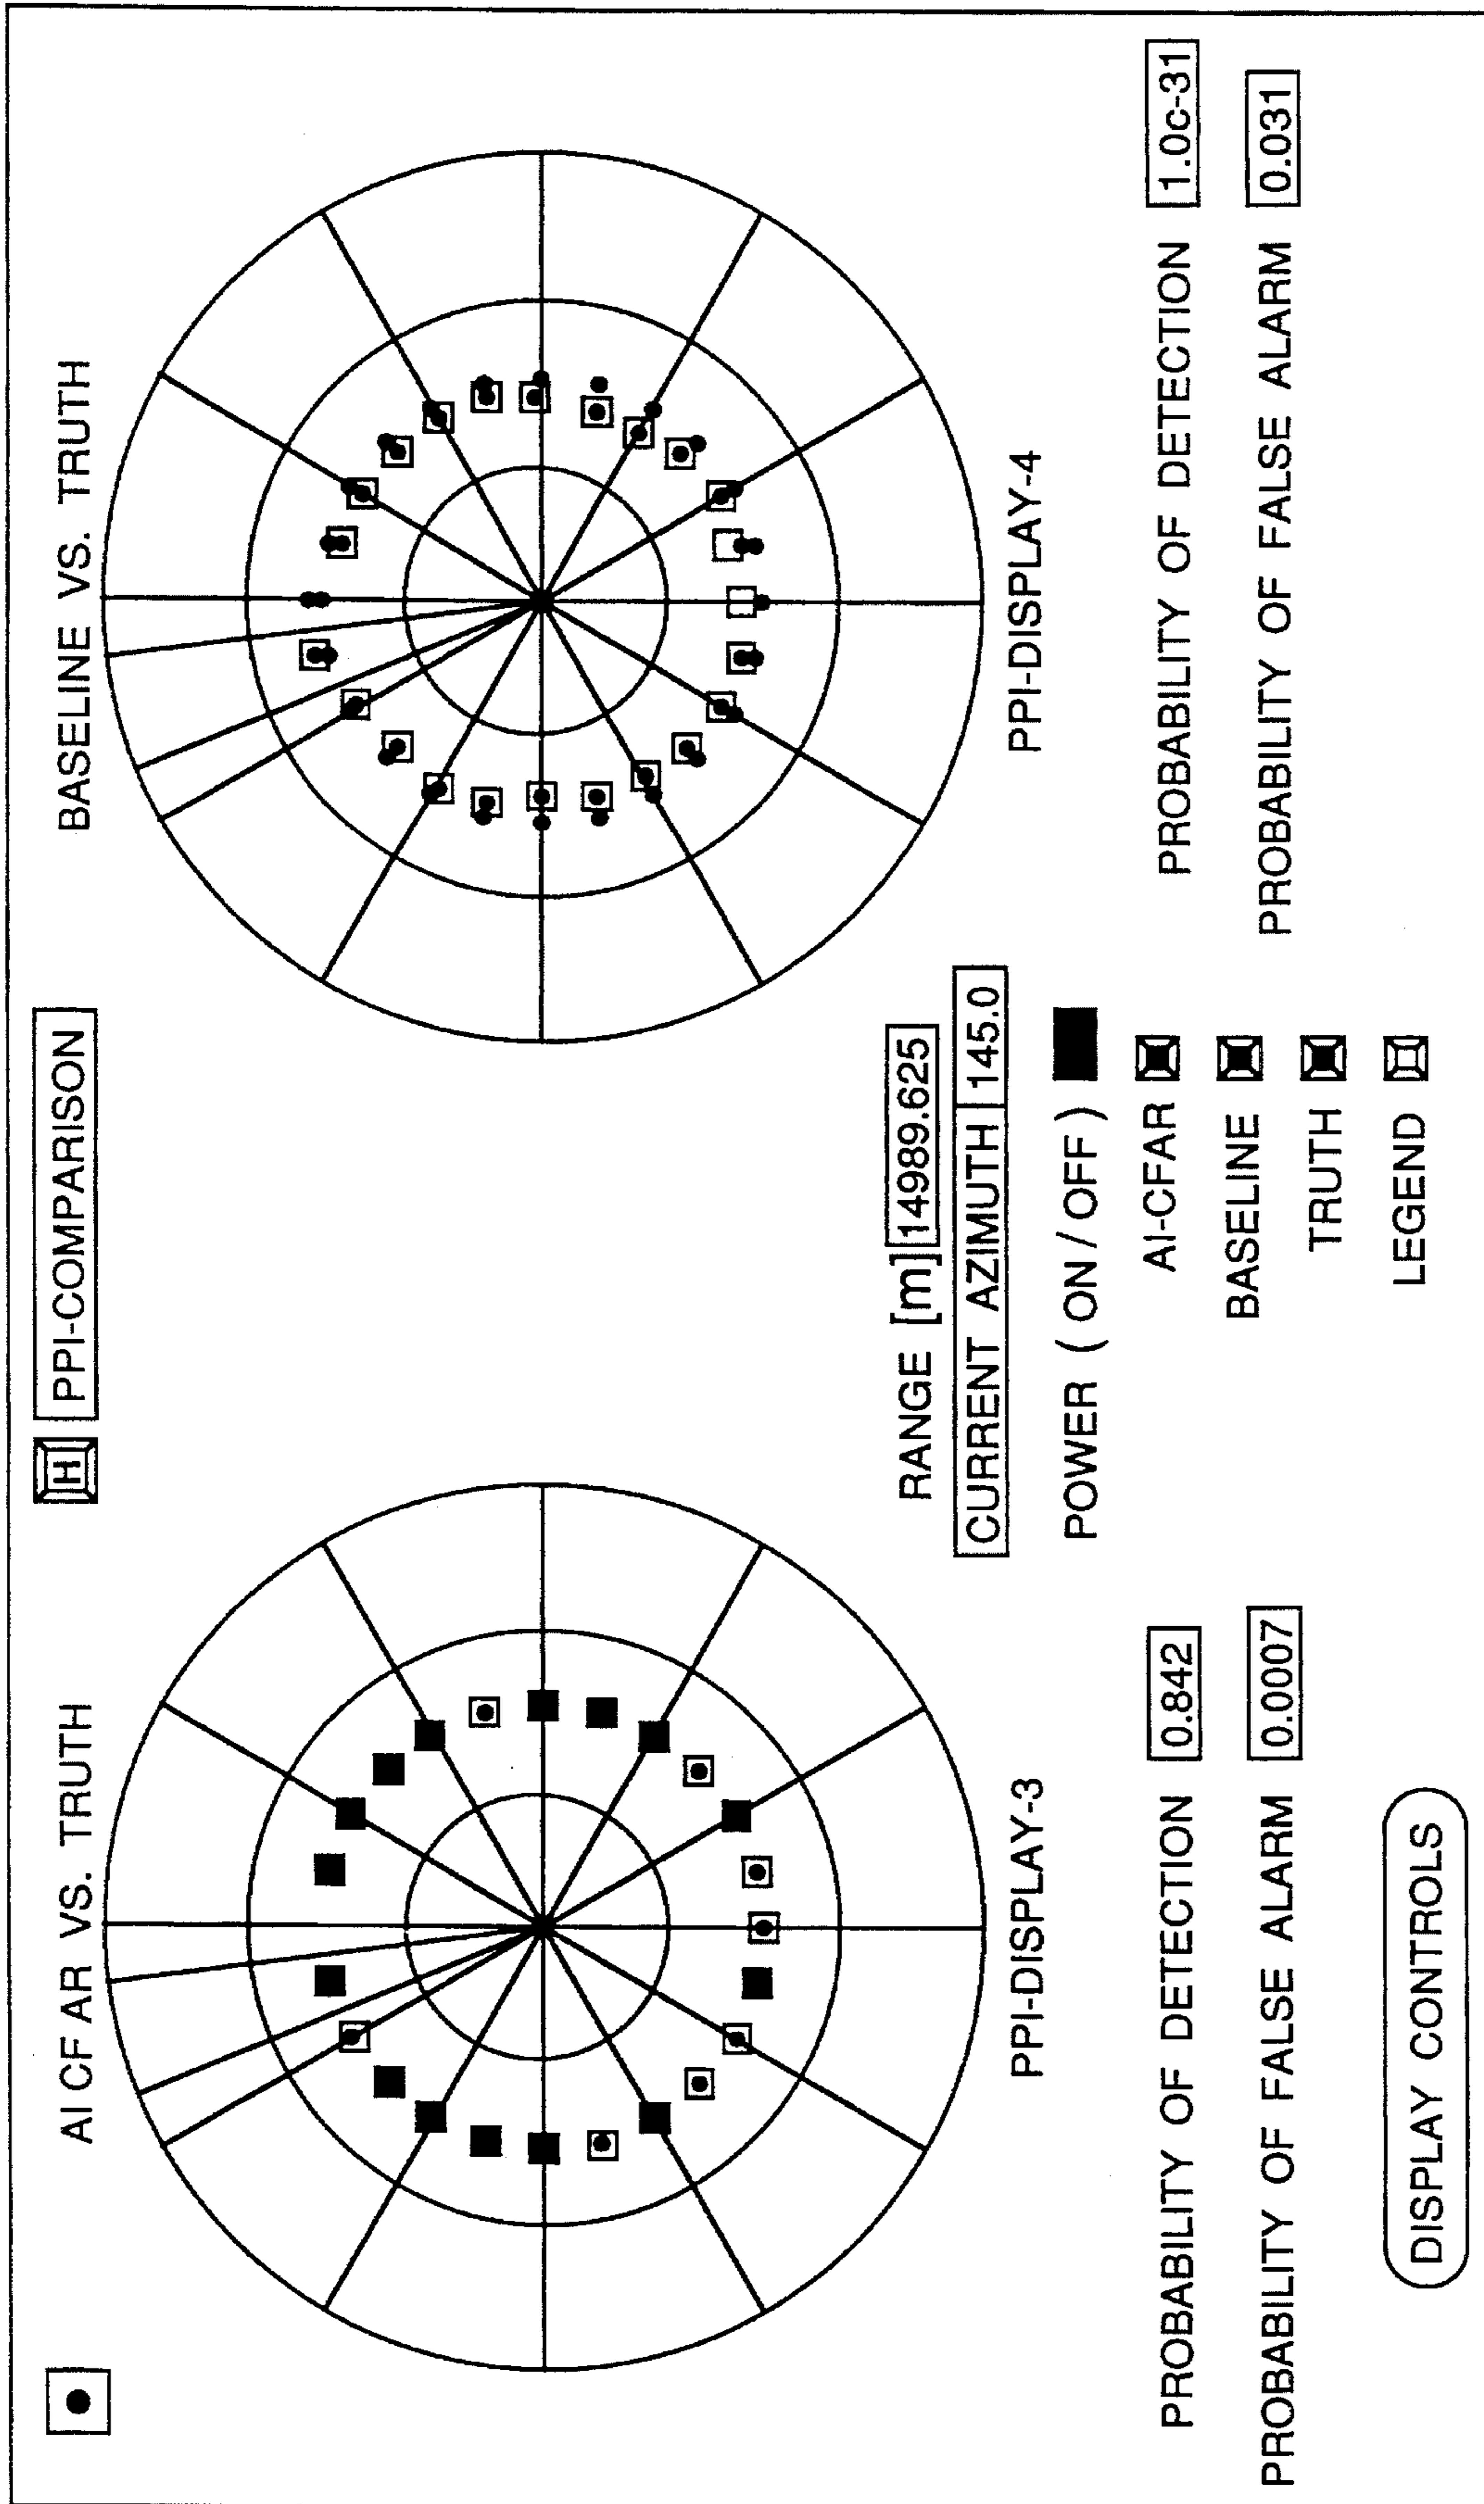 H PPI-COMPARISON
AI CF AR VS. TRUTH
BASELINE VS. TRUTH
PPI-DISPLAY-3
PPI-DISPLAY-4
RANGE [m] 14989.625
CURRENT AZIMUTH 145.0
POWER ( ON / OFF )
AI-CFAR
BASELINE
TRUTH
LEGEND
PROBABILITY OF DETECTION 0.842
PROBABILITY OF FALSE ALARM 0.0007
PROBABILITY OF DETECTION 1.0c-31
PROBABILITY OF FALSE ALARM 0.031
DISPLAY CONTROLS